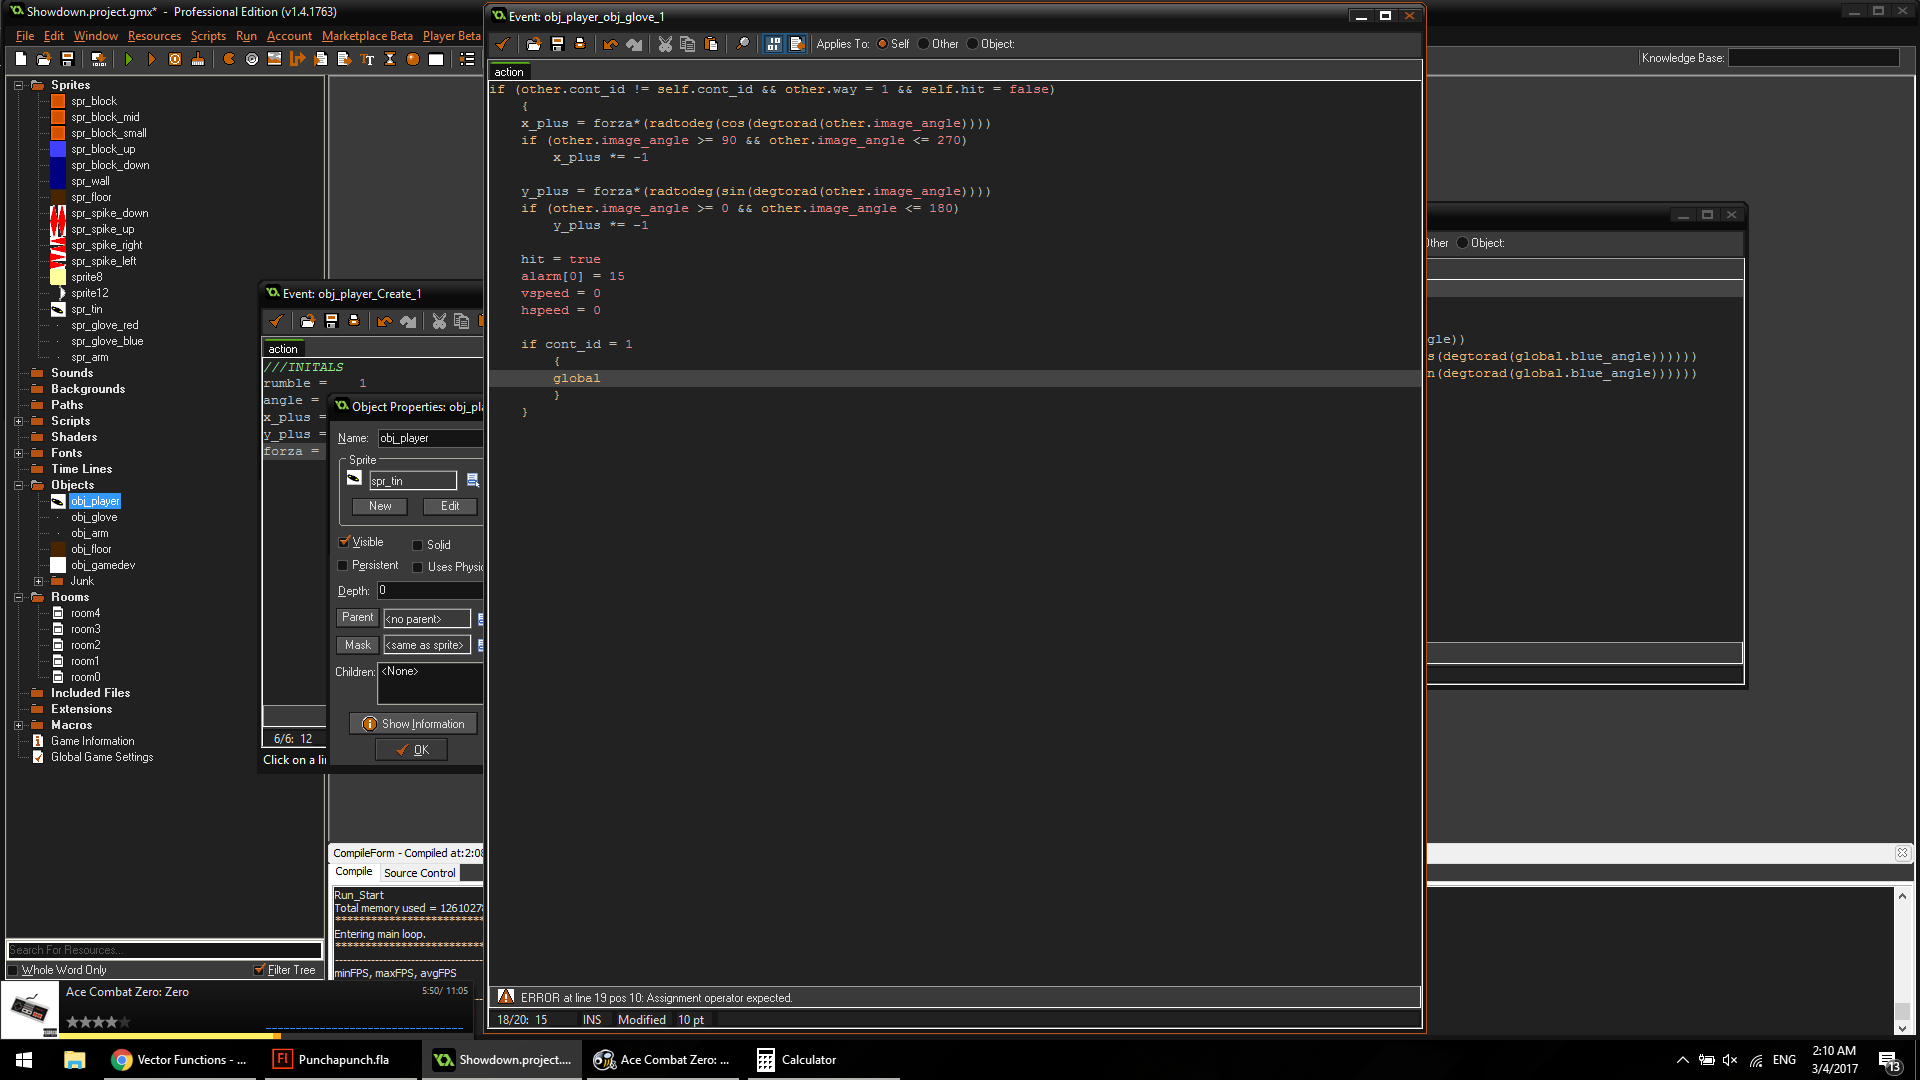 Showdown.project.gmx* - Professional Edition (v1.4.1763)
File Edit Window Resources Scripts Run Account Marketplace Beta Player Beta
Knowledge Base:
Sprites
spr_block
spr_block_mid
spr_block_small
spr_block_up
spr_block_down
spr_wall
spr_floor
spr_spike_down
spr_spike_up
spr_spike_right
spr_spike_left
sprite8
sprite12
spr_tin
spr_glove_red
spr_glove_blue
spr_arm
Sounds
Backgrounds
Paths
Scripts
Shaders
Fonts
Time Lines
Objects
obj_player
obj_glove
obj_arm
obj_floor
obj_gamedev
Junk
Rooms
room4
room3
room2
room1
room0
Included Files
Extensions
Macros
Game Information
Global Game Settings
Search For Resources...
Whole Word Only
Filter Tree
Event: obj_player_Create_1
action
///INITALS
rumble = 1
angle =
x_plus =
y_plus =
forza =
6/6: 12
Click on a li
Object Properties: obj_pl
Name: obj_player
Sprite
spr_tin
New Edit
Visible Solid
Persistent Uses Physi
Depth: 0
Parent <no parent>
Mask <same as sprite>
Children: <None>
Show Information
OK
CompileForm - Compiled at:2:08
Compile Source Control
Run_Start
Total memory used = 12610278
**************************
Entering main loop.
**************************
minFPS, maxFPS, avgFPS
Event: obj_player_obj_glove_1
Applies To: Self Other Object:
action
if (other.cont_id != self.cont_id && other.way = 1 && self.hit = false)
{
x_plus = forza*(radtodeg(cos(degtorad(other.image_angle))))
if (other.image_angle >= 90 && other.image_angle <= 270)
x_plus *= -1
y_plus = forza*(radtodeg(sin(degtorad(other.image_angle))))
if (other.image_angle >= 0 && other.image_angle <= 180)
y_plus *= -1
hit = true
alarm[0] = 15
vspeed = 0
hspeed = 0
if cont_id = 1
{
global
}
}
ERROR at line 19 pos 10: Assignment operator expected.
18/20: 15 INS Modified 10 pt
ther Object:
gle))
s(degtorad(global.blue_angle))))))
n(degtorad(global.blue_angle))))))
Ace Combat Zero: Zero
5:50/ 11:05
Vector Functions - ...
Punchapunch.fla
Showdown.project....
Ace Combat Zero: ...
Calculator
ENG
2:10 AM
3/4/2017
13